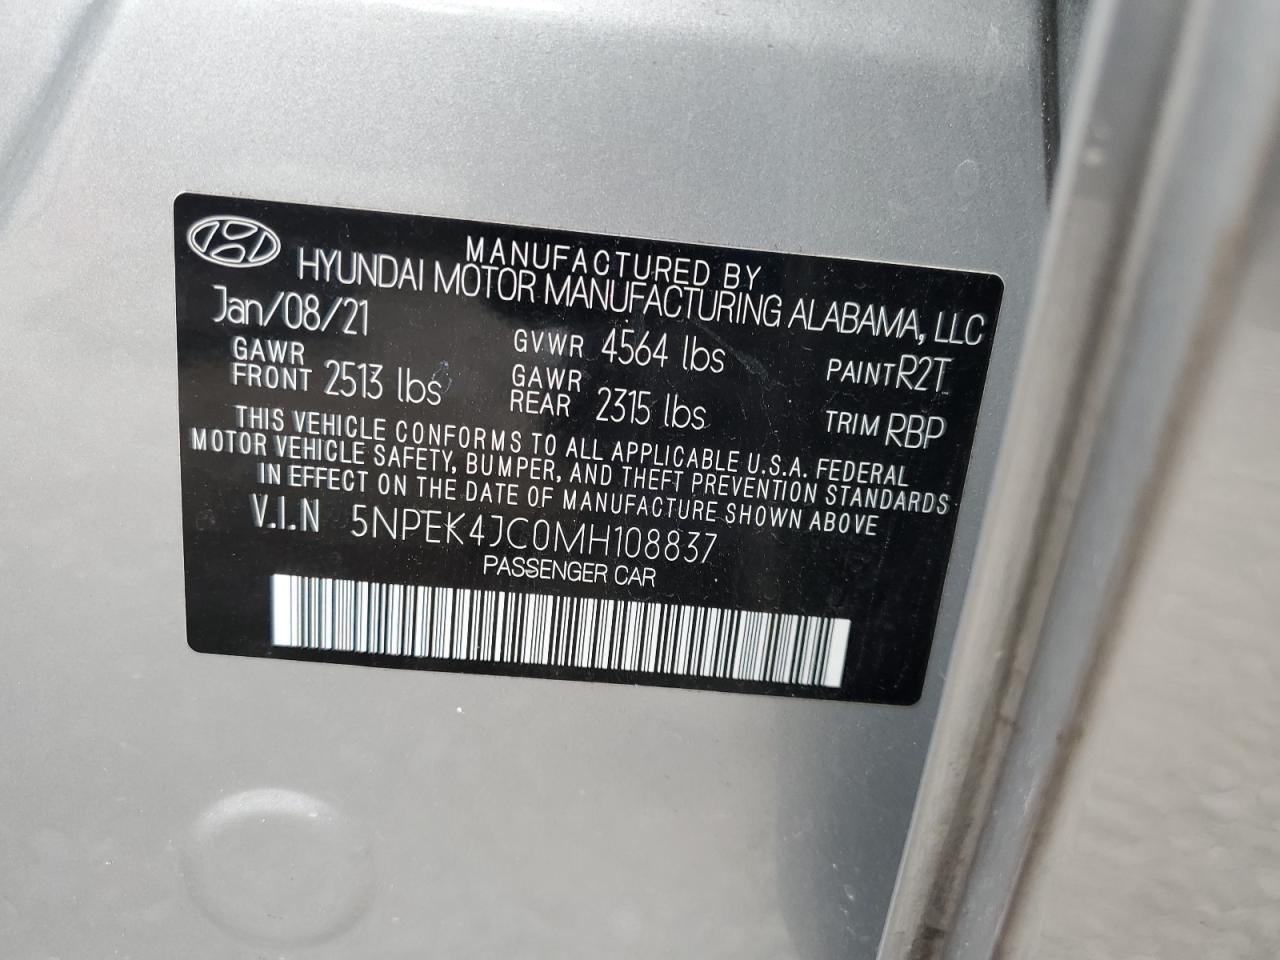 MANUFACTURED BY
HYUNDAI MOTOR MANUFACTURING ALABAMA, LLC
Jan/08/21
GVWR 4564 lbs
PAINT R2T
GAWR FRONT 2513 lbs
GAWR REAR 2315 lbs
TRIM RBP
THIS VEHICLE CONFORMS TO ALL APPLICABLE U.S.A. FEDERAL
MOTOR VEHICLE SAFETY, BUMPER, AND THEFT PREVENTION STANDARDS
IN EFFECT ON THE DATE OF MANUFACTURE SHOWN ABOVE
V.I.N 5NPEK4JC0MH108837
PASSENGER CAR